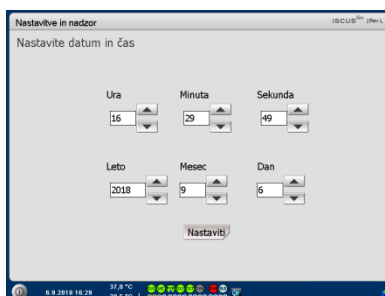 Nastavitve in nadzor
ISCUS
Nastavite datum in čas
Ura Minuta Sekunda
16 29 49
Leto Mesec Dan
2018 9 6
Nastaviti
6.9.2018 16:29
37,0 °C